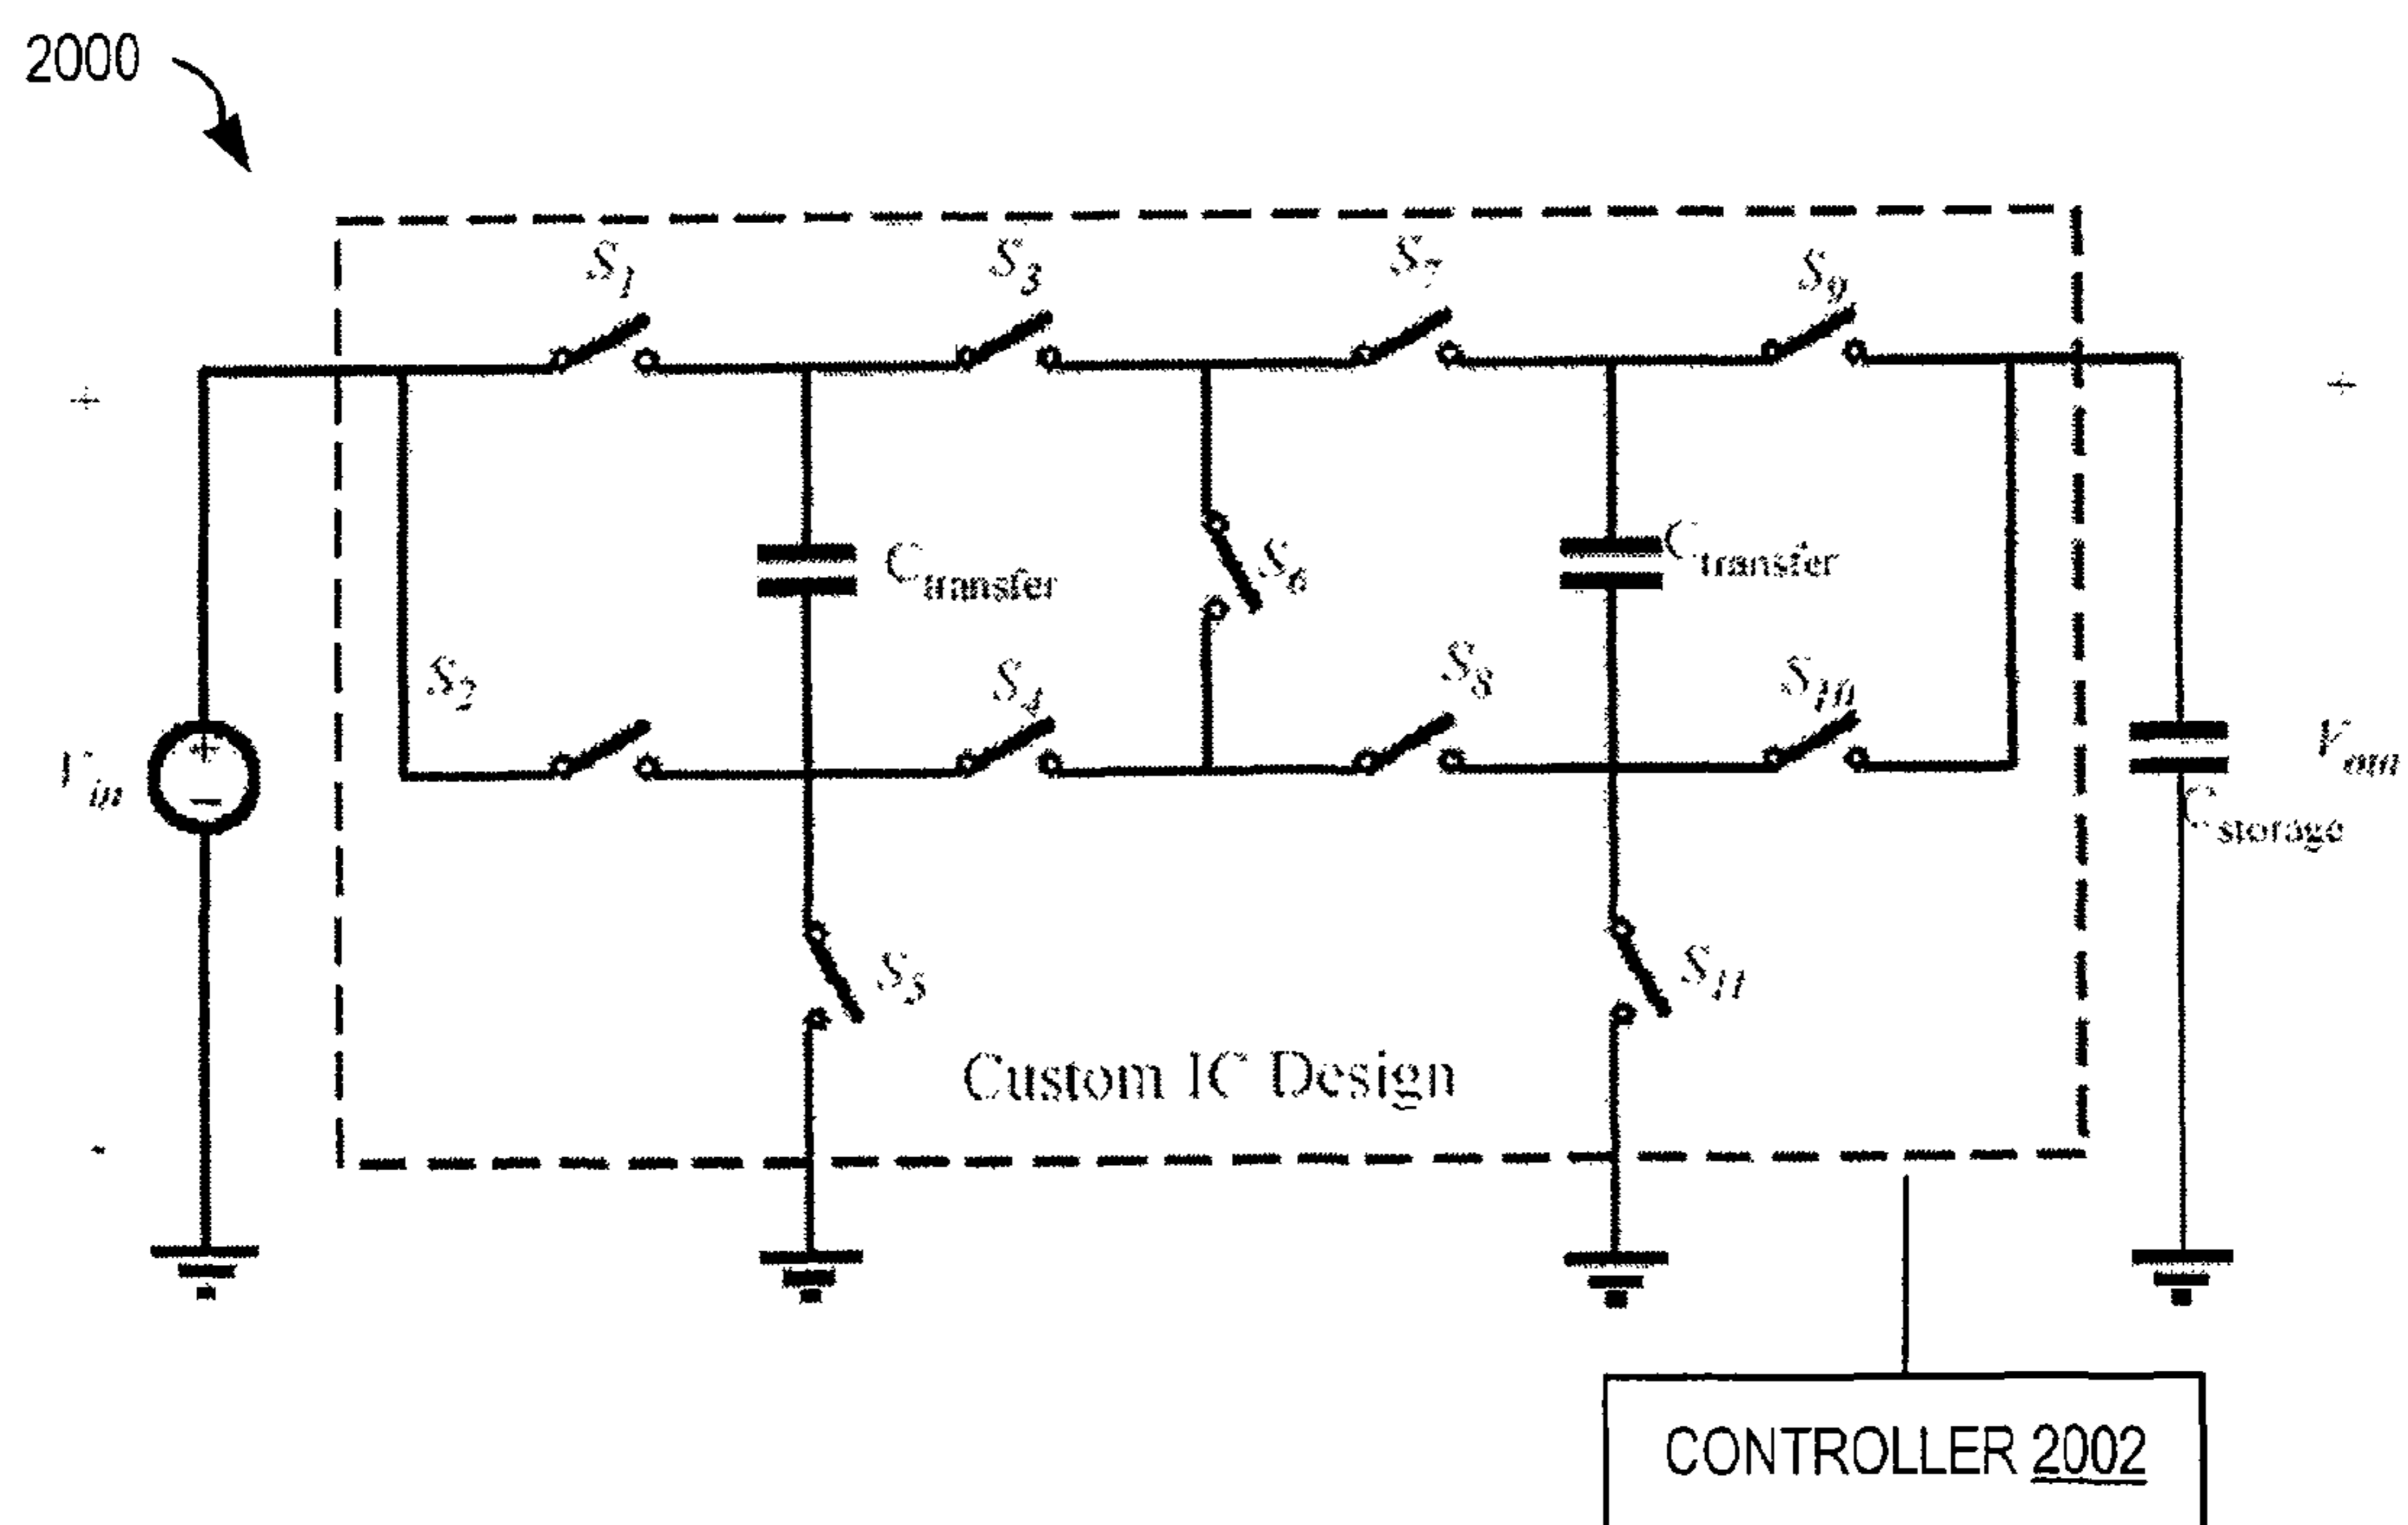 2000
S1
S3
S7
S9
+
+
Ctransfer
S6
Ctransfer
S2
S4
S8
S10
Vin
+
−
Vout
Cstorage
S5
S11
Custom IC Design
-
CONTROLLER 2002